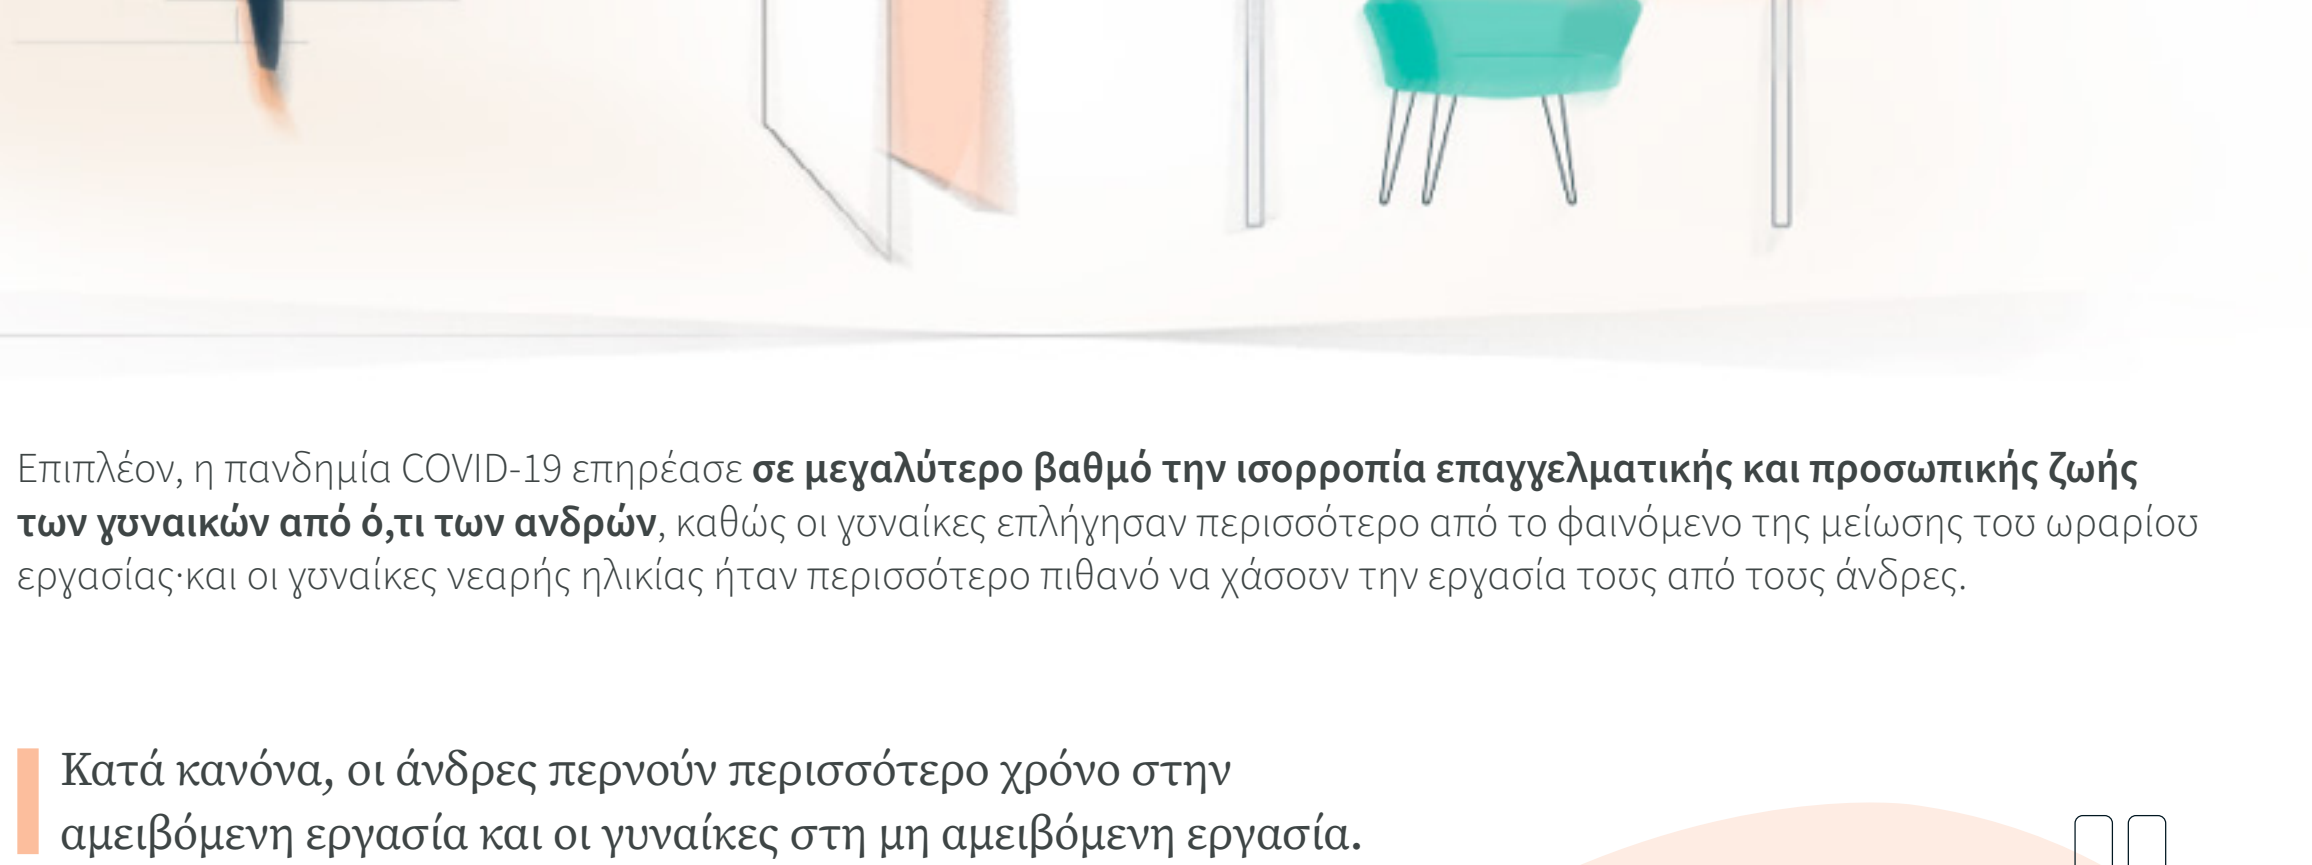 Επιπλέον, η πανδημία COVID-19 επηρέασε σε μεγαλύτερο βαθμό την ισορροπία επαγγελματικής και προσωπικής ζωής
των γυναικών από ό,τι των ανδρών, καθώς οι γυναίκες επλήγησαν περισσότερο από το φαινόμενο της μείωσης του ωραρίου
εργασίας·και οι γυναίκες νεαρής ηλικίας ήταν περισσότερο πιθανό να χάσουν την εργασία τους από τους άνδρες.
Κατά κανόνα, οι άνδρες περνούν περισσότερο χρόνο στην
αμειβόμενη εργασία και οι γυναίκες στη μη αμειβόμενη εργασία.